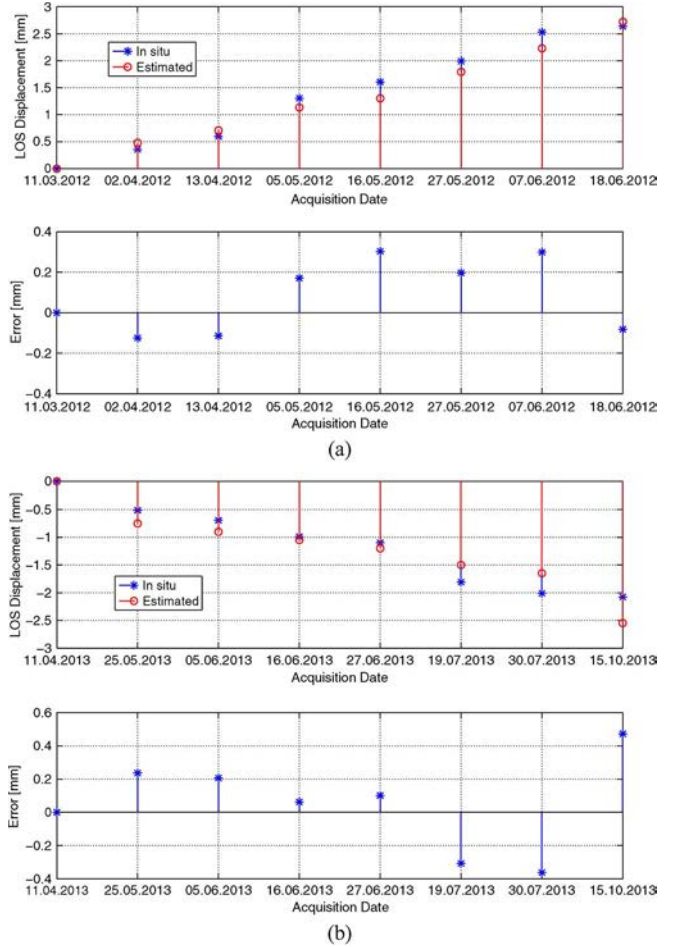 3
2.5
2
1.5
1
0.5
0
LOS Displacement [mm]
In situ
Estimated
11.03.2012 02.04.2012 13.04.2012 05.05.2012 16.05.2012 27.05.2012 07.06.2012 18.06.2012
Acquisition Date
0.4
0.2
0
−0.2
−0.4
Error [mm]
11.03.2012 02.04.2012 13.04.2012 05.05.2012 16.05.2012 27.05.2012 07.06.2012 18.06.2012
Acquisition Date
(a)
0
−0.5
−1
−1.5
−2
−2.5
−3
LOS Displacement [mm]
In situ
Estimated
11.04.2013 25.05.2013 05.06.2013 16.06.2013 27.06.2013 19.07.2013 30.07.2013 15.10.2013
Acquisition Date
0.6
0.4
0.2
0
−0.2
−0.4
Error [mm]
11.04.2013 25.05.2013 05.06.2013 16.06.2013 27.06.2013 19.07.2013 30.07.2013 15.10.2013
Acquisition Date
(b)